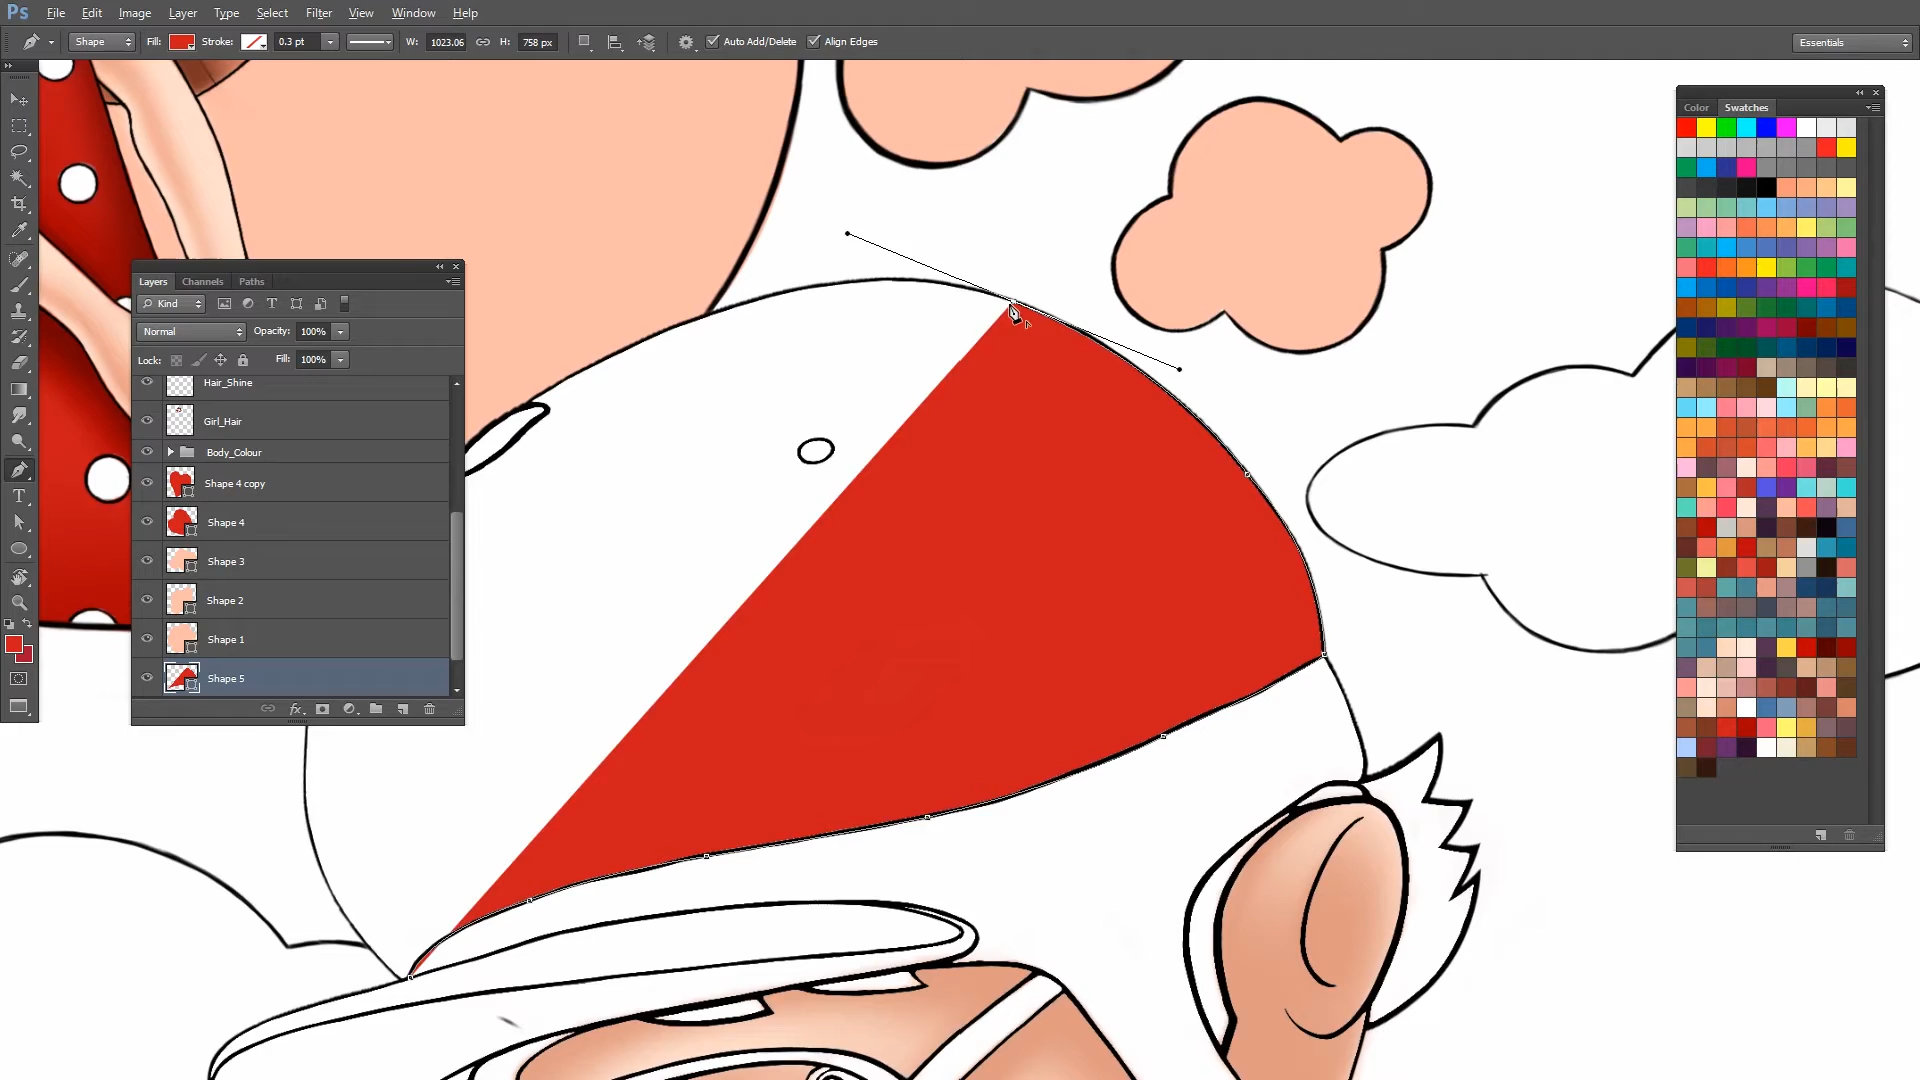 Ps File Edit Image Layer Type Select Filter View Window Help
Shape Fill: Stroke: 0.3 pt W: 1023.06 H: 758 px Auto Add/Delete Align Edges Essentials
Color Swatches
Layers Channels Paths
Kind
Normal Opacity: 100%
Lock: Fill: 100%
Hair_Shine
Girl_Hair
Body_Colour
Shape 4 copy
Shape 4
Shape 3
Shape 2
Shape 1
Shape 5
fx